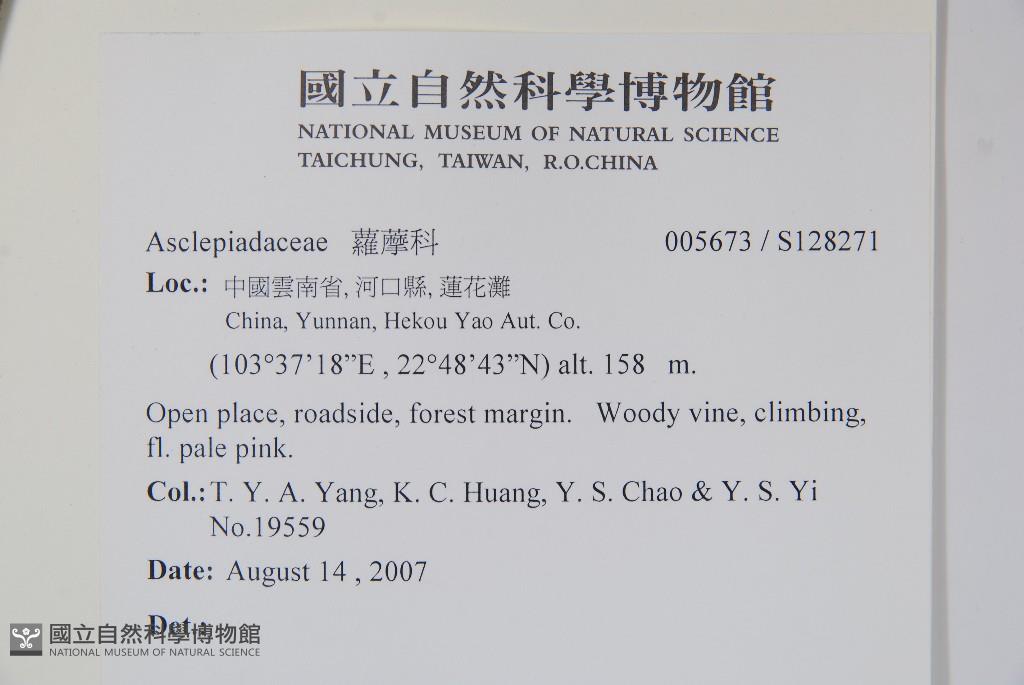 國立自然科學博物館
NATIONAL MUSEUM OF NATURAL SCIENCE
TAICHUNG, TAIWAN, R.O.CHINA
Asclepiadaceae 蘿藦科 005673 / S128271
Loc.: 中國雲南省, 河口縣, 蓮花灘
China, Yunnan, Hekou Yao Aut. Co.
(103°37’18”E , 22°48’43”N) alt. 158 m.
Open place, roadside, forest margin. Woody vine, climbing,
fl. pale pink.
Col.: T. Y. A. Yang, K. C. Huang, Y. S. Chao & Y. S. Yi
No.19559
Date: August 14 , 2007
Det.:
國立自然科學博物館
NATIONAL MUSEUM OF NATURAL SCIENCE